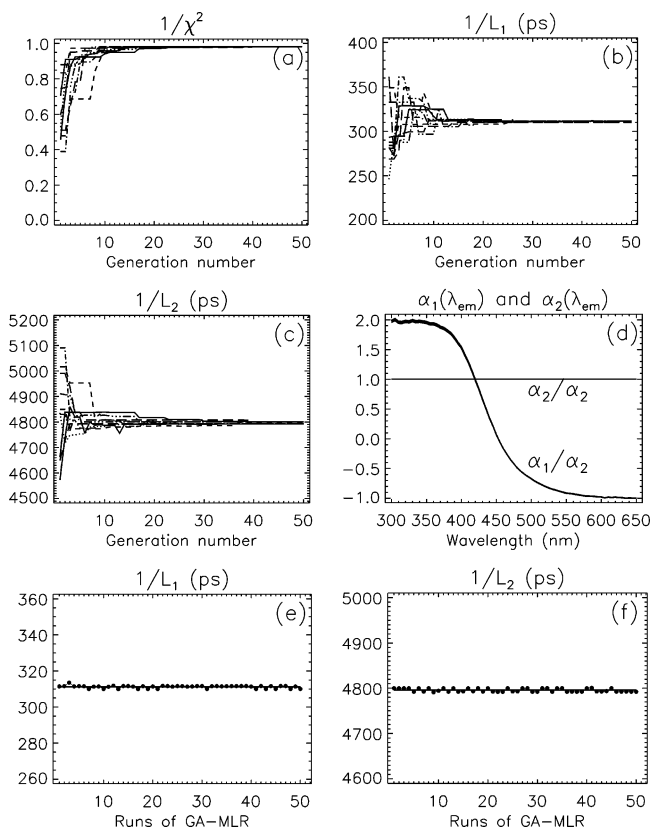 1/χ²
(a)
1.0
0.8
0.6
0.4
0.2
0.0
10 20 30 40 50
Generation number
1/L₁ (ps)
(b)
400
350
300
250
200
10 20 30 40 50
Generation number
1/L₂ (ps)
(c)
5200
5100
5000
4900
4800
4700
4600
4500
10 20 30 40 50
Generation number
α₁(λem) and α₂(λem)
(d)
2.0
1.5
1.0
0.5
0.0
−0.5
−1.0
α₂/α₂
α₁/α₂
300 350 400 450 500 550 600 650
Wavelength (nm)
1/L₁ (ps)
(e)
360
340
320
300
280
260
10 20 30 40 50
Runs of GA−MLR
1/L₂ (ps)
(f)
5000
4900
4800
4700
4600
10 20 30 40 50
Runs of GA−MLR